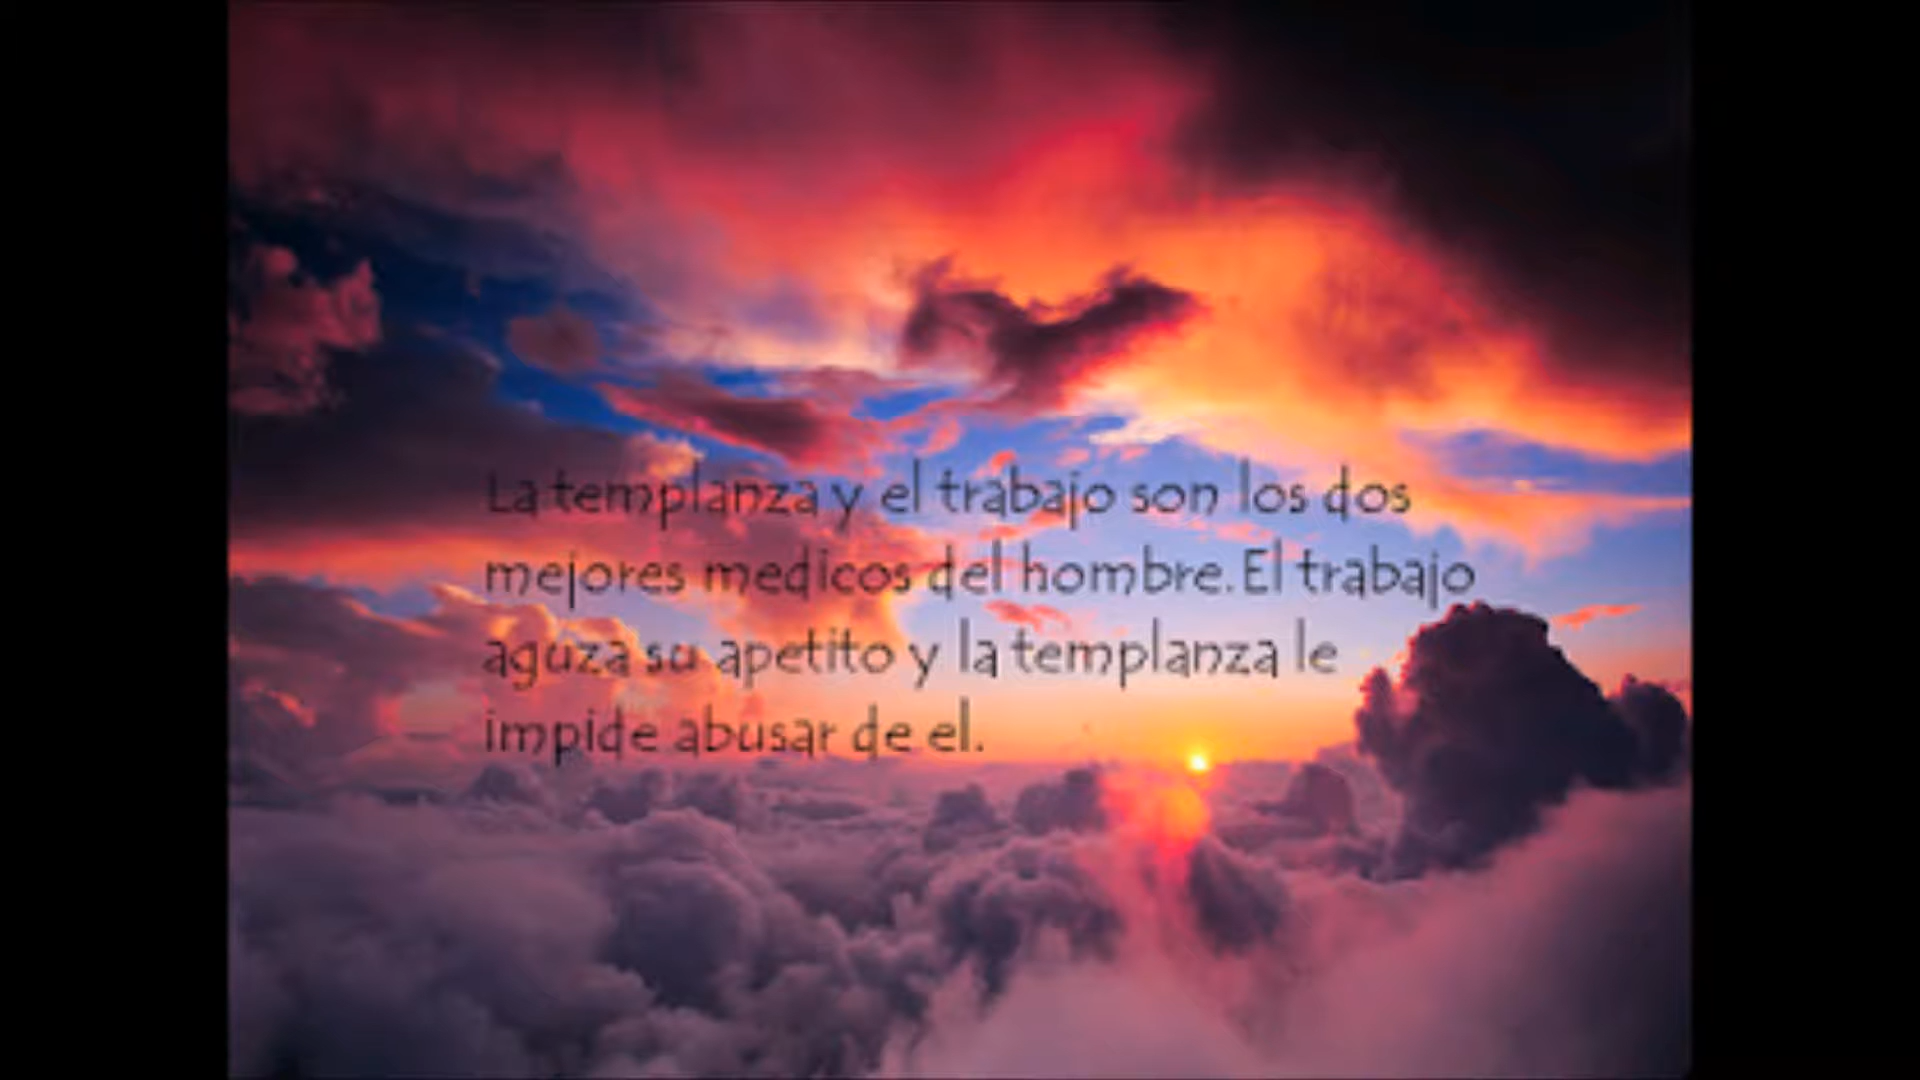 La templanza y el trabajo son los dos
mejores medicos del hombre.El trabajo
aguza su apetito y la templanza le
impide abusar de el.